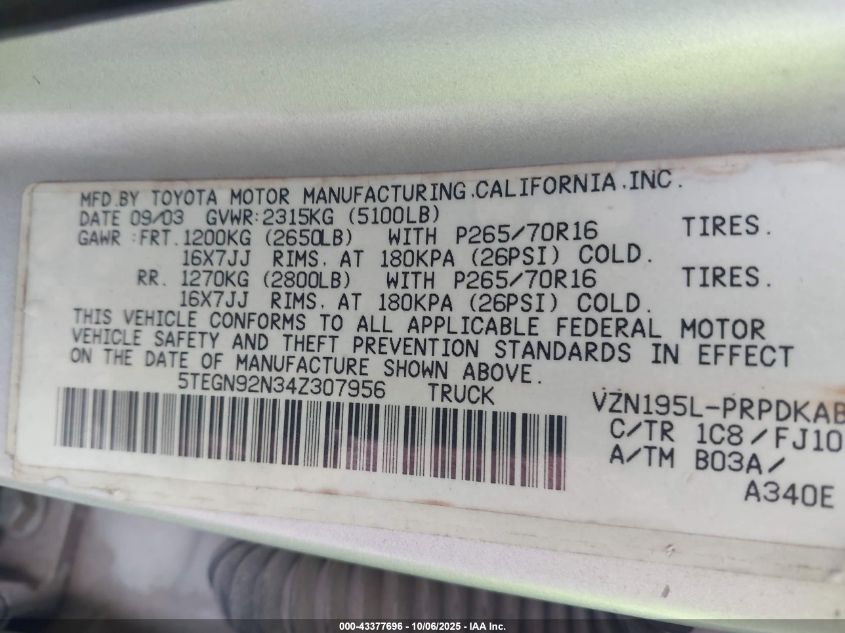 MFD.BY TOYOTA MOTOR MANUFACTURING.CALIFORNIA.INC.
DATE 09/03 GVWR:2315KG (5100LB)
GAWR :FRT.1200KG (2650LB) WITH P265/70R16 TIRES.
16X7JJ RIMS. AT 180KPA (26PSI) COLD.
RR. 1270KG (2800LB) WITH P265/70R16 TIRES.
16X7JJ RIMS. AT 180KPA (26PSI) COLD.
THIS VEHICLE CONFORMS TO ALL APPLICABLE FEDERAL MOTOR
VEHICLE SAFETY AND THEFT PREVENTION STANDARDS IN EFFECT
ON THE DATE OF MANUFACTURE SHOWN ABOVE.
5TEGN92N34Z307956 TRUCK
VZN195L-PRPDKAB
C/TR 1C8/FJ10
A/TM B03A/
A340E
000-43377696 - 10/06/2025 - IAA Inc.